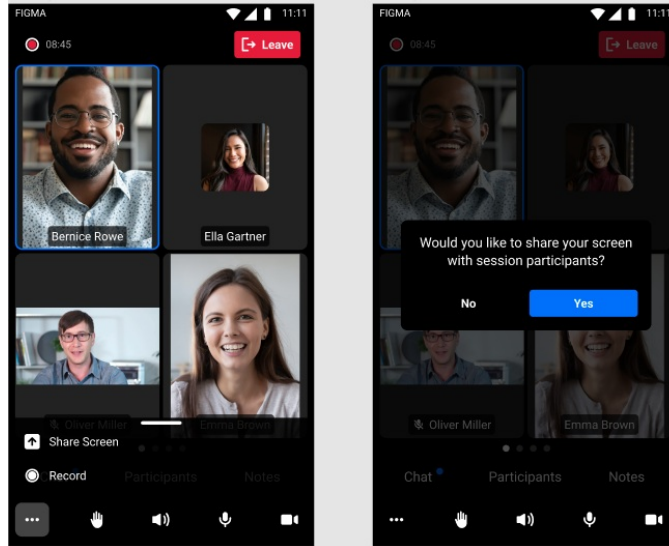 FIGMA
11:11
08:45
Leave
Bernice Rowe
Ella Gartner
Oliver Miller
Emma Brown
Share Screen
Record
Participants
Notes
FIGMA
11:11
08:45
Leave
Would you like to share your screen
with session participants?
No
Yes
Oliver Miller
Emma Brown
Chat
Participants
Notes